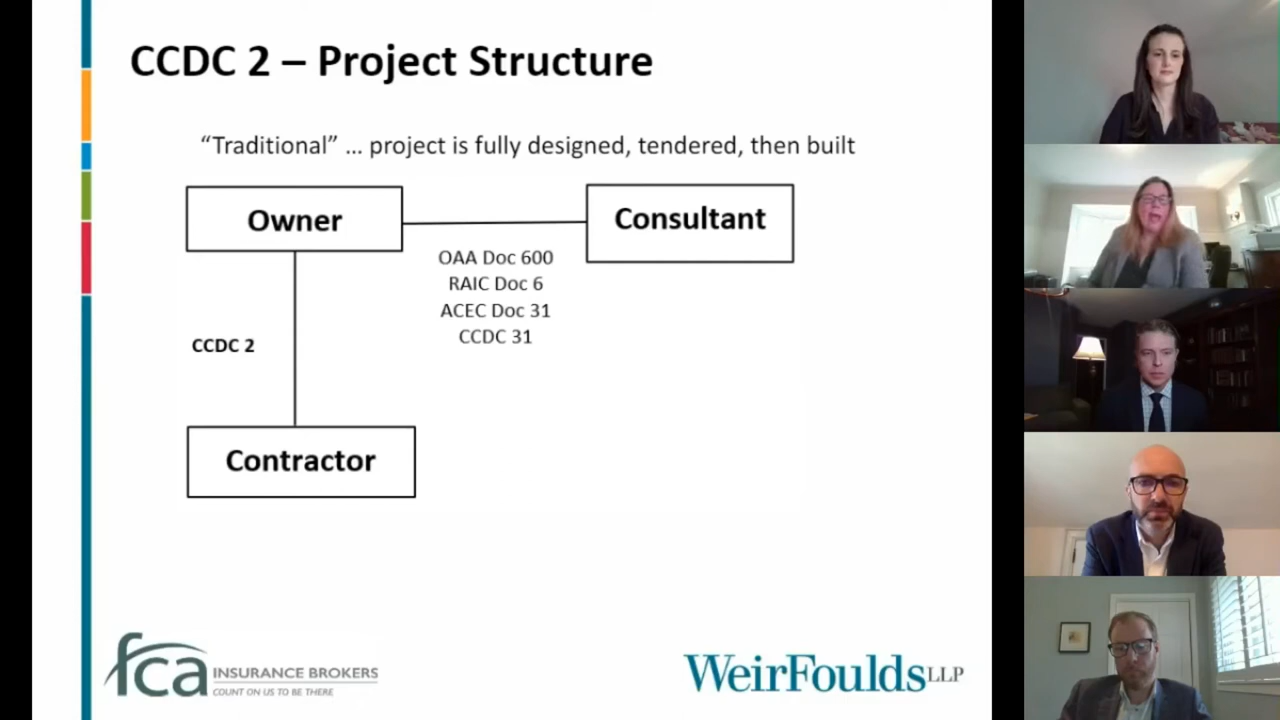 CCDC 2 – Project Structure
“Traditional” ... project is fully designed, tendered, then built
Owner
Consultant
OAA Doc 600
RAIC Doc 6
ACEC Doc 31
CCDC 31
CCDC 2
Contractor
fca INSURANCE BROKERS
COUNT ON US TO BE THERE
WeirFoulds LLP